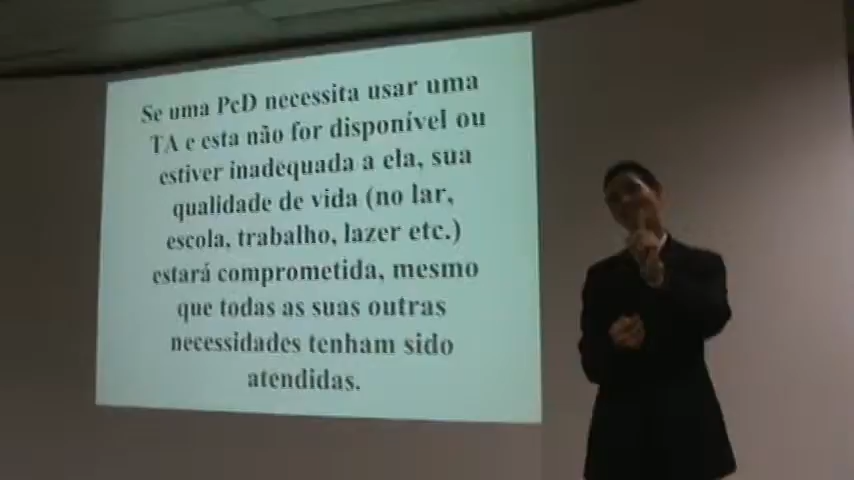 Se uma PcD necessita usar uma
TA e esta não for disponível ou
estiver inadequada a ela, sua
qualidade de vida (no lar,
escola, trabalho, lazer etc.)
estará comprometida, mesmo
que todas as suas outras
necessidades tenham sido
atendidas.